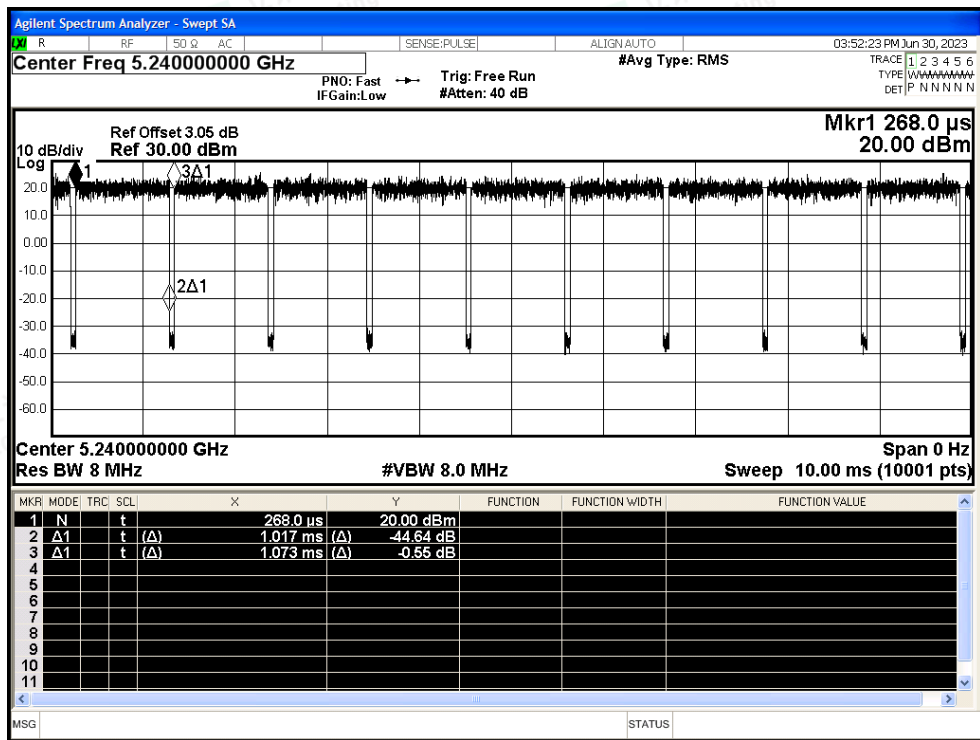 Agilent Spectrum Analyzer - Swept SA
LXI R RF 50 Ω AC SENSE:PULSE ALIGN AUTO 03:52:23 PM Jun 30, 2023
Center Freq 5.240000000 GHz
#Avg Type: RMS
TRACE 1 2 3 4 5 6
PNO: Fast Trig: Free Run
TYPE WWWWWW
IFGain:Low #Atten: 40 dB
DET P N N N N N
Mkr1 268.0 µs
Ref Offset 3.05 dB
10 dB/div Ref 30.00 dBm
20.00 dBm
Log
1
3Δ1
20.0
10.0
0.00
-10.0
2Δ1
-20.0
-30.0
-40.0
-50.0
-60.0
Center 5.240000000 GHz Span 0 Hz
Res BW 8 MHz #VBW 8.0 MHz Sweep 10.00 ms (10001 pts)
MKR MODE TRC SCL X Y FUNCTION FUNCTION WIDTH FUNCTION VALUE
1 N t 268.0 µs 20.00 dBm
2 Δ1 t (Δ) 1.017 ms (Δ) -44.64 dB
3 Δ1 t (Δ) 1.073 ms (Δ) -0.55 dB
4
5
6
7
8
9
10
11
MSG STATUS